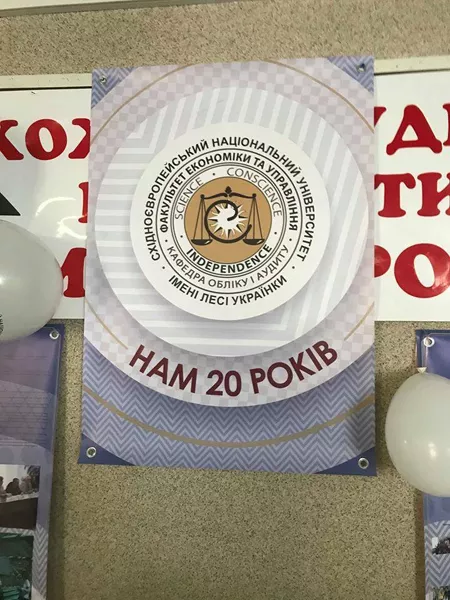 СХІДНОЄВРОПЕЙСЬКИЙ НАЦІОНАЛЬНИЙ УНІВЕРСИТЕТ
ІМЕНІ ЛЕСІ УКРАЇНКИ
ФАКУЛЬТЕТ ЕКОНОМІКИ ТА УПРАВЛІННЯ
КАФЕДРА ОБЛІКУ І АУДИТУ
SCIENCE • CONSCIENCE
INDEPENDENCE
НАМ 20 РОКІВ